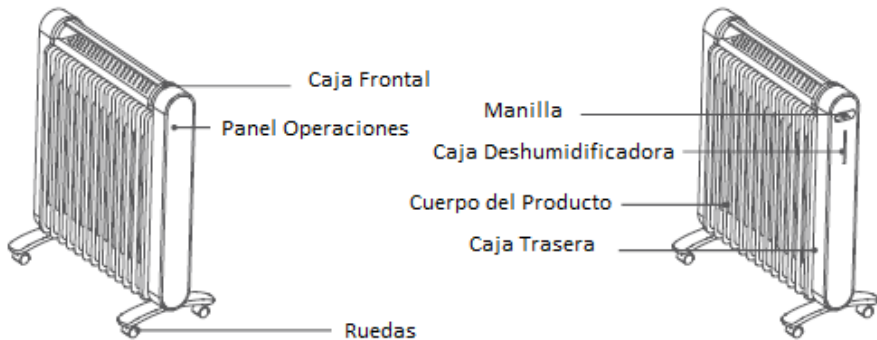 Caja Frontal
Panel Operaciones
Ruedas
Manilla
Caja Deshumidificadora
Cuerpo del Producto
Caja Trasera